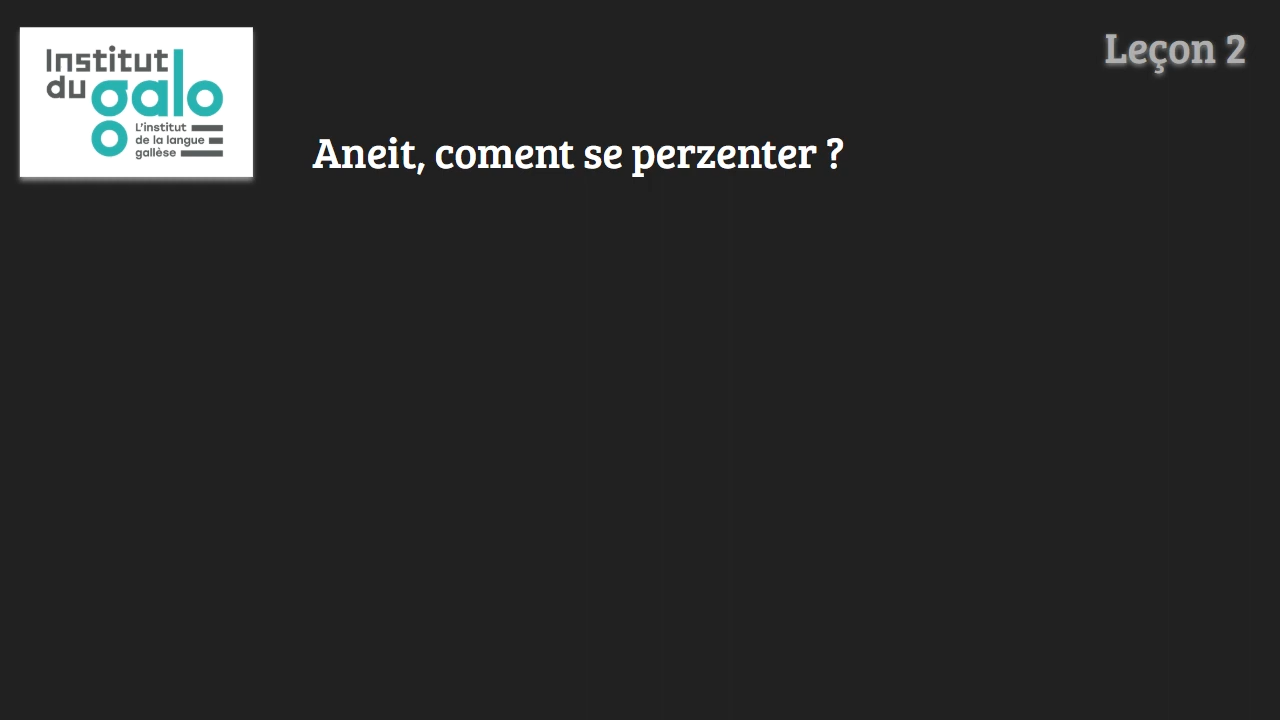 Institut
du galo
L'institut
de la langue
gallèse
Leçon 2
Aneit, coment se perzenter ?